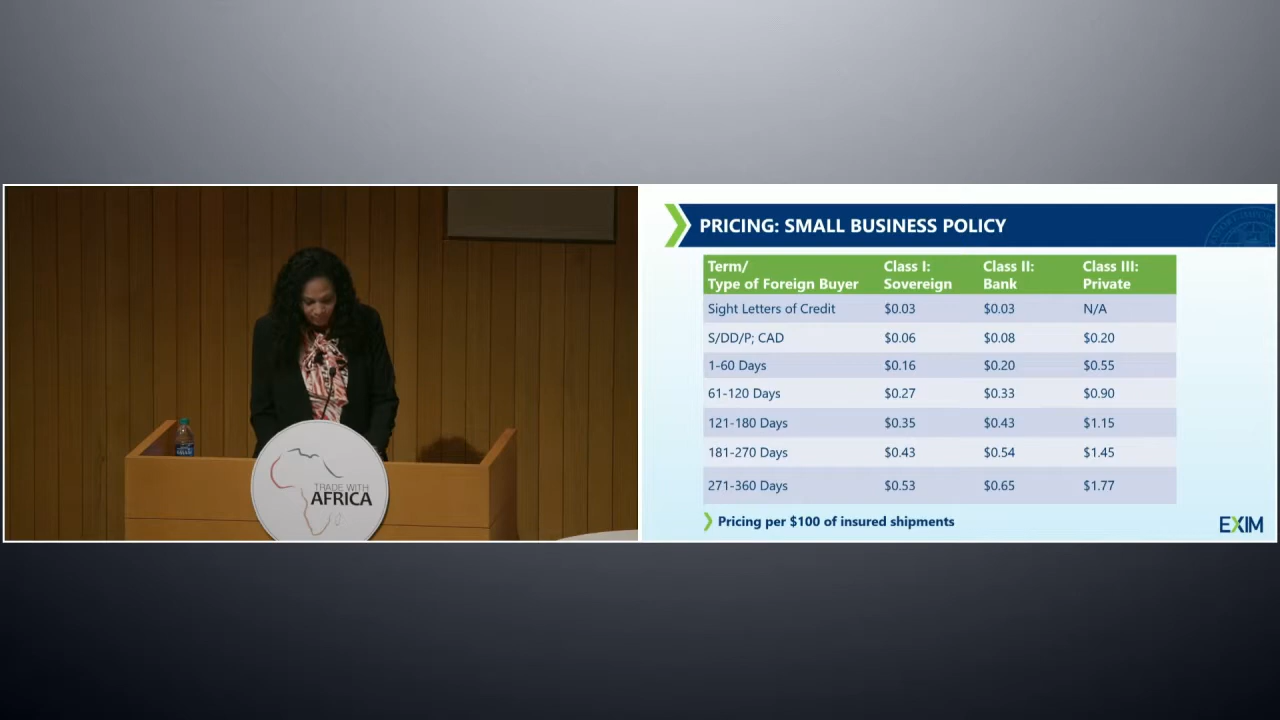 TRADE WITH
AFRICA
PRICING: SMALL BUSINESS POLICY
Term/
Type of Foreign Buyer
Class I:
Sovereign
Class II:
Bank
Class III:
Private
Sight Letters of Credit $0.03 $0.03 N/A
S/DD/P; CAD $0.06 $0.08 $0.20
1-60 Days $0.16 $0.20 $0.55
61-120 Days $0.27 $0.33 $0.90
121-180 Days $0.35 $0.43 $1.15
181-270 Days $0.43 $0.54 $1.45
271-360 Days $0.53 $0.65 $1.77
Pricing per $100 of insured shipments
EXIM